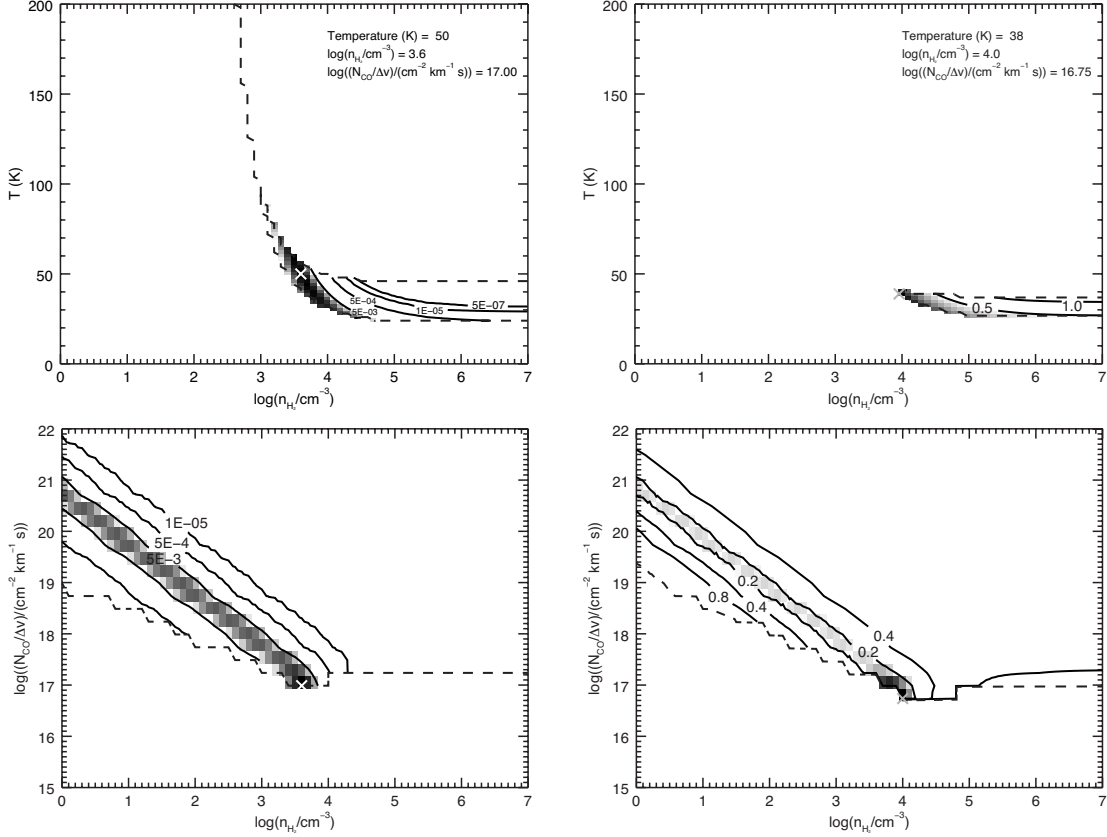 200
150
100
50
0
T (K)
Temperature (K) = 50
log(n_H₂/cm⁻³) = 3.6
log((N_CO/Δv)/(cm⁻² km⁻¹ s)) = 17.00
5E−04
5E−03
1E−05
5E−07
0 1 2 3 4 5 6 7
log(n_H₂/cm⁻³)
200
150
100
50
0
T (K)
Temperature (K) = 38
log(n_H₂/cm⁻³) = 4.0
log((N_CO/Δv)/(cm⁻² km⁻¹ s)) = 16.75
0.5
1.0
0 1 2 3 4 5 6 7
log(n_H₂/cm⁻³)
22
21
20
19
18
17
16
15
log((N_CO/Δv)/(cm⁻² km⁻¹ s))
1E−05
5E−4
5E−3
0 1 2 3 4 5 6 7
log(n_H₂/cm⁻³)
22
21
20
19
18
17
16
15
log((N_CO/Δv)/(cm⁻² km⁻¹ s))
0.2
0.8
0.4
0.4
0.2
0 1 2 3 4 5 6 7
log(n_H₂/cm⁻³)